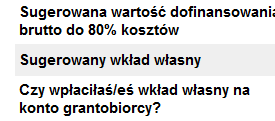 Sugerowana wartość dofinansowania
brutto do 80% kosztów
Sugerowany wkład własny
Czy wpłaciłaś/eś wkład własny na
konto grantobiorcy?